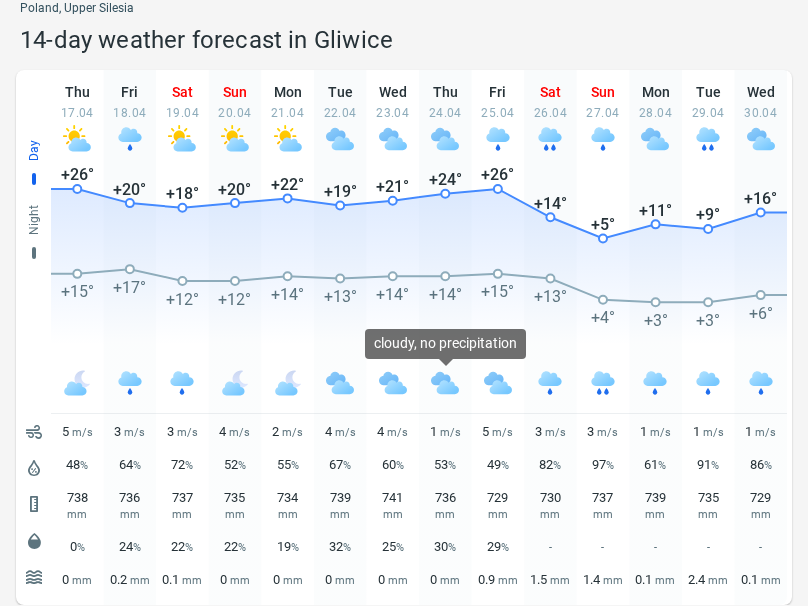 Poland, Upper Silesia
14-day weather forecast in Gliwice
Thu Fri Sat Sun Mon Tue Wed Thu Fri Sat Sun Mon Tue Wed
17.04 18.04 19.04 20.04 21.04 22.04 23.04 24.04 25.04 26.04 27.04 28.04 29.04 30.04
Day
+26° +20° +18° +20° +22° +19° +21° +24° +26° +14° +5° +11° +9° +16°
Night
+15° +17° +12° +12° +14° +13° +14° +14° +15° +13° +4° +3° +3° +6°
cloudy, no precipitation
5 m/s 3 m/s 3 m/s 4 m/s 2 m/s 4 m/s 4 m/s 1 m/s 5 m/s 3 m/s 3 m/s 1 m/s 1 m/s 1 m/s
48% 64% 72% 52% 55% 67% 60% 53% 49% 82% 97% 61% 91% 86%
738 736 737 735 734 739 741 736 729 730 737 739 735 729
mm mm mm mm mm mm mm mm mm mm mm mm mm mm
0% 24% 22% 22% 19% 32% 25% 30% 29% - - - - -
0 mm 0.2 mm 0.1 mm 0 mm 0 mm 0 mm 0 mm 0 mm 0.9 mm 1.5 mm 1.4 mm 0.1 mm 2.4 mm 0.1 mm